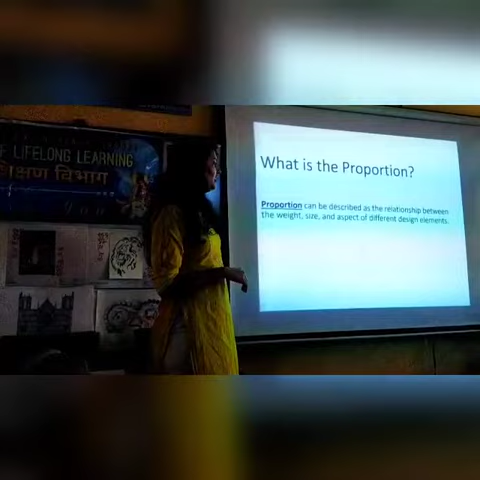 F LIFELONG LEARNING
विभाग
What is the Proportion?
Proportion can be described as the relationship between
the weight, size, and aspect of different design elements.